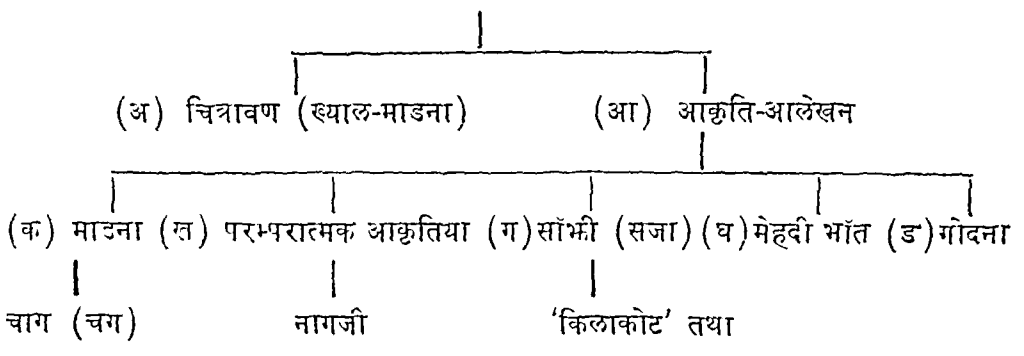 (अ) चित्रावण (ख्याल-माडना) (आ) आकृति-आलेखन
(क) माडना (ख) परम्परात्मक आकृतिया (ग) साँझी (सजा) (घ) मेहदी भाँत (ड) गोदना
चाग (चग) नागजी 'किलाकोट' तथा